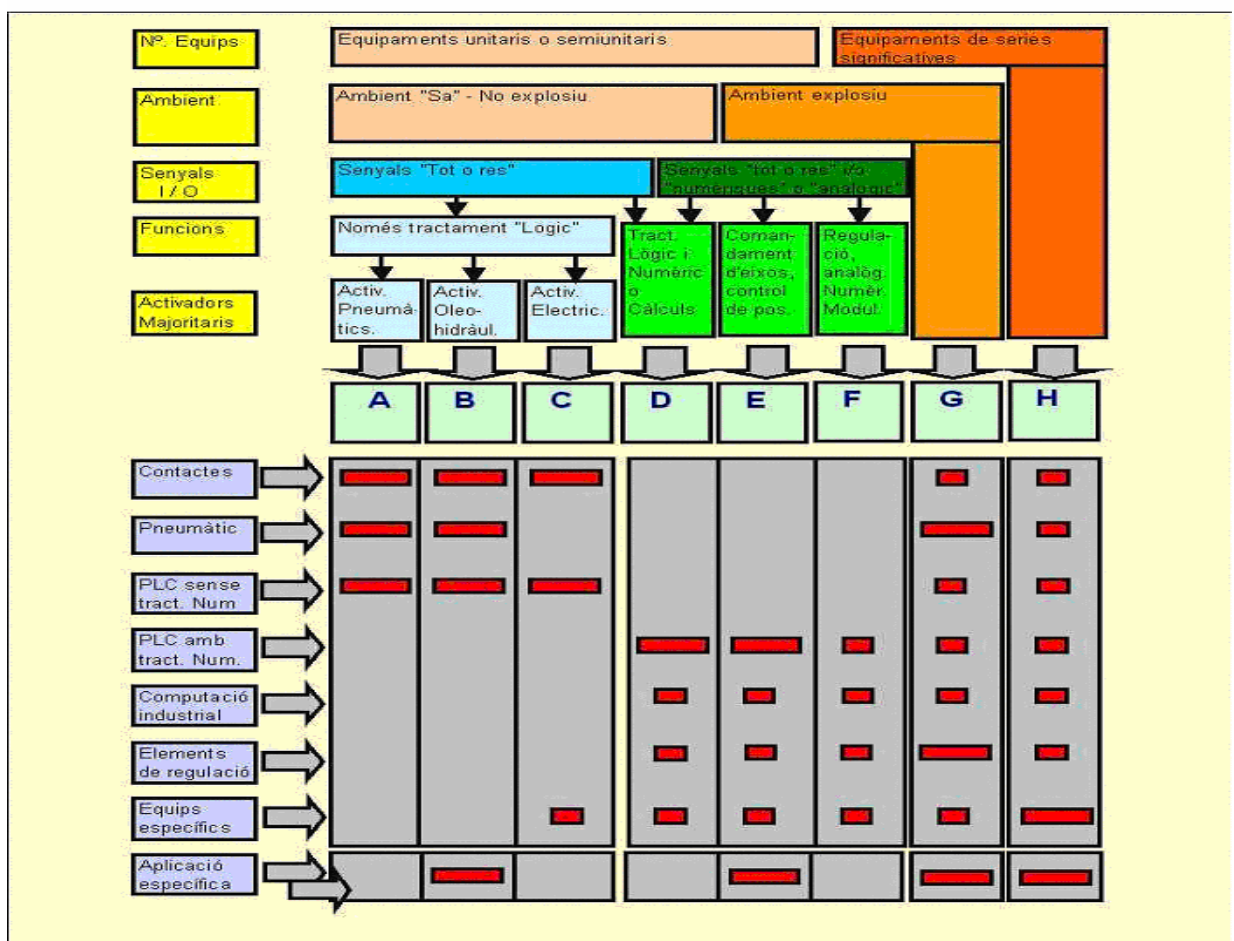 Nº. Equips
Equipaments unitaris o semiunitaris
Equipaments de sèries
significatives
Ambient
Ambient "Sa" - No explosiu
Ambient explosiu
Senyals
I / O
Senyals "Tot o res"
Senyals "tot o res" i/o
"numèriques" o "analògic"
Funcions
Només tractament "Lògic"
Tract.
Lògic i
Numèric
o
Càlculs
Coman-
dament
d'eixos,
control
de pos.
Regula-
ció,
analòg.
Numèr.
Modul.
Activadors
Majoritaris
Activ.
Pneumà-
tics.
Activ.
Oleo-
hidràul.
Activ.
Electric.
A
B
C
D
E
F
G
H
Contactes
Pneumàtic
PLC sense
tract. Num
PLC amb
tract. Num.
Computació
industrial
Elements
de regulació
Equips
específics
Aplicació
específica